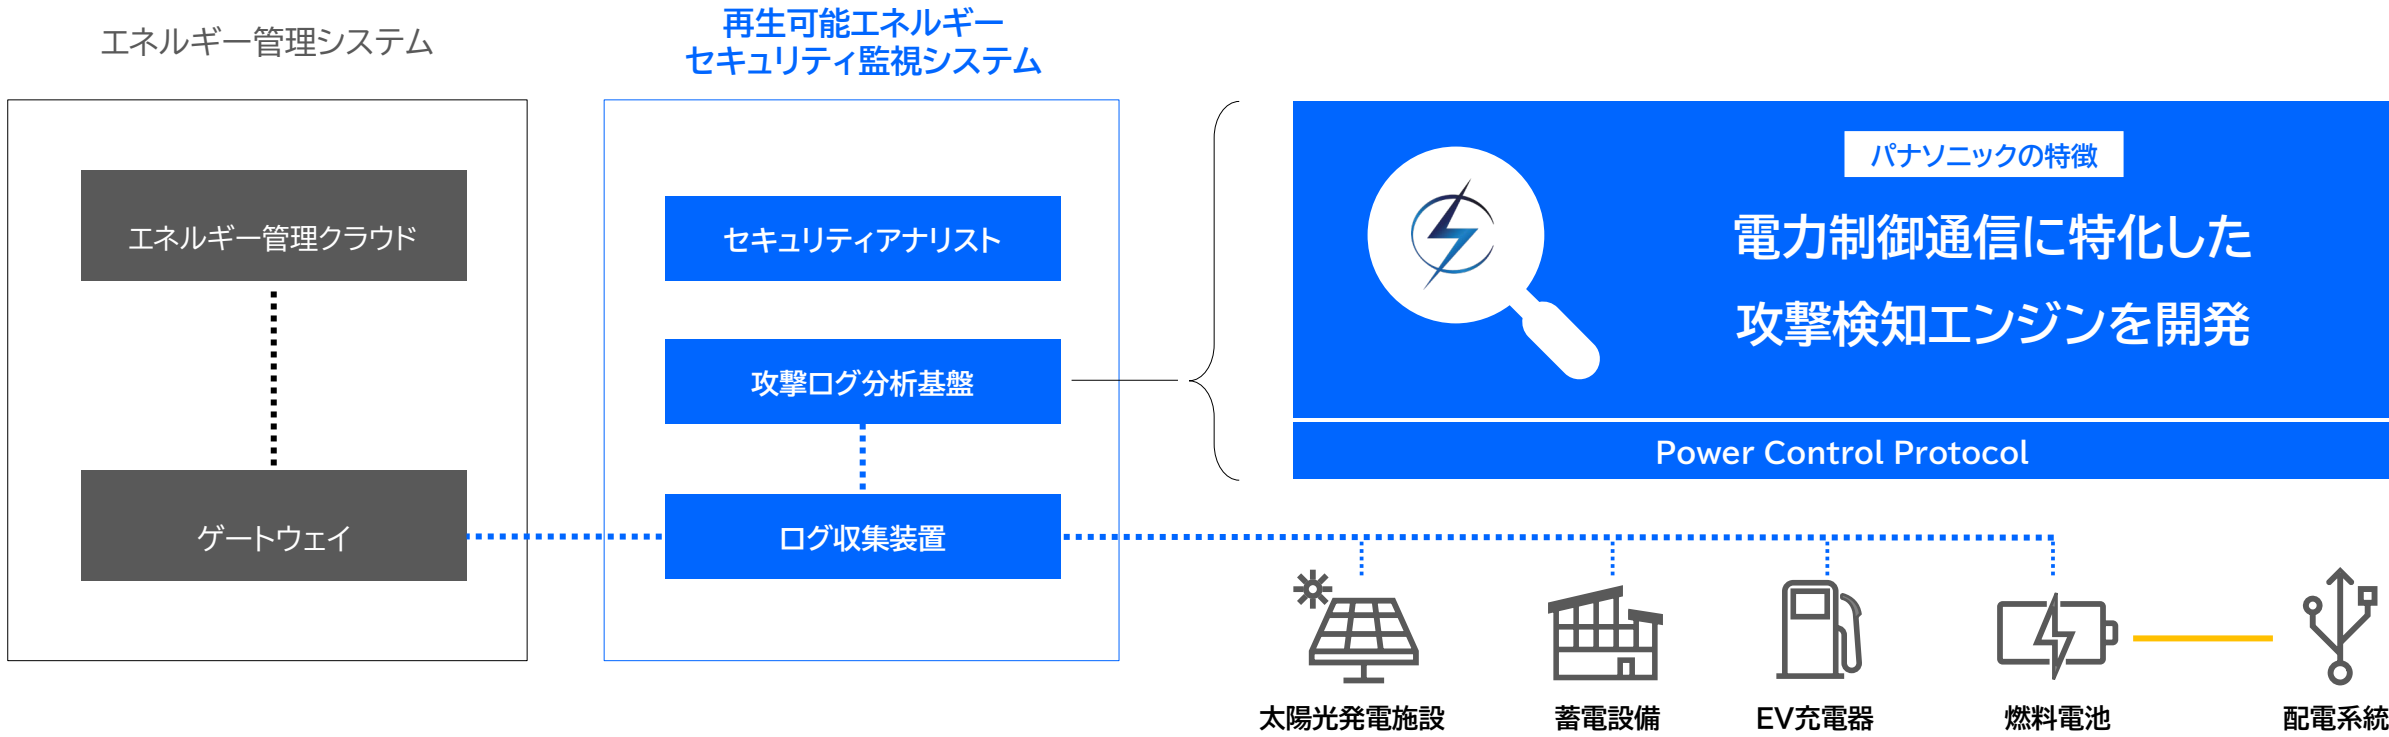 エネルギー管理システム
エネルギー管理クラウド
ゲートウェイ
再生可能エネルギー
セキュリティ監視システム
セキュリティアナリスト
攻撃ログ分析基盤
ログ収集装置
パナソニックの特徴
電力制御通信に特化した
攻撃検知エンジンを開発
Power Control Protocol
太陽光発電施設
蓄電設備
EV充電器
燃料電池
配電系統